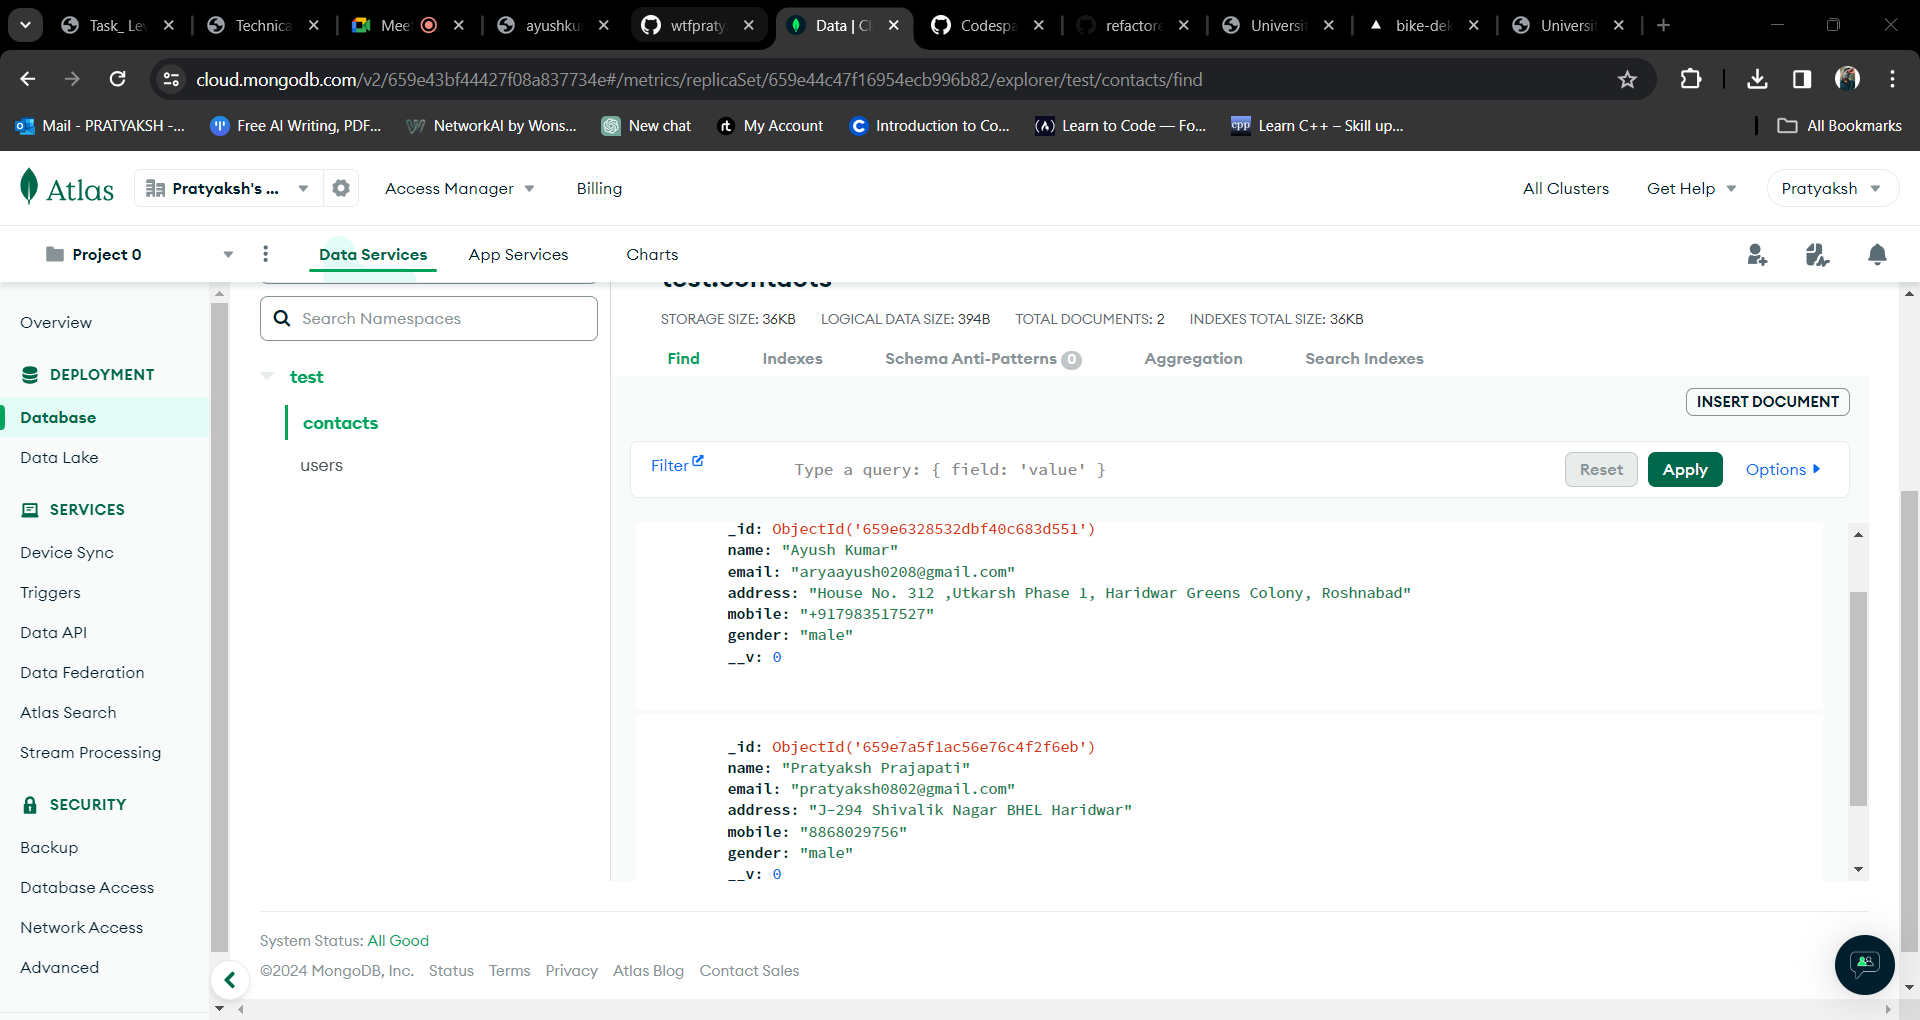 Task_ Lev
Technica
Meet
ayushku
wtfpraty
Data | Cl
Codespa
refactore
Universit
bike-dek
Universit
cloud.mongodb.com/v2/659e43bf44427f08a837734e#/metrics/replicaSet/659e44c47f16954ecb996b82/explorer/test/contacts/find
Mail - PRATYAKSH -...
Free AI Writing, PDF...
NetworkAI by Wons...
New chat
rt My Account
Introduction to Co...
Learn to Code — Fo...
cpp Learn C++ – Skill up...
All Bookmarks
Atlas
Pratyaksh's ...
Access Manager
Billing
All Clusters
Get Help
Pratyaksh
Project 0
Data Services
App Services
Charts
Overview
DEPLOYMENT
Database
Data Lake
SERVICES
Device Sync
Triggers
Data API
Data Federation
Atlas Search
Stream Processing
SECURITY
Backup
Database Access
Network Access
Advanced
Search Namespaces
test
contacts
users
test.contacts
STORAGE SIZE: 36KB LOGICAL DATA SIZE: 394B TOTAL DOCUMENTS: 2 INDEXES TOTAL SIZE: 36KB
Find Indexes Schema Anti-Patterns 0 Aggregation Search Indexes
INSERT DOCUMENT
Filter Type a query: { field: 'value' } Reset Apply Options
_id: ObjectId('659e6328532dbf40c683d551')
name: "Ayush Kumar"
email: "aryaayush0208@gmail.com"
address: "House No. 312 ,Utkarsh Phase 1, Haridwar Greens Colony, Roshnabad"
mobile: "+917983517527"
gender: "male"
__v: 0
_id: ObjectId('659e7a5f1ac56e76c4f2f6eb')
name: "Pratyaksh Prajapati"
email: "pratyaksh0802@gmail.com"
address: "J-294 Shivalik Nagar BHEL Haridwar"
mobile: "8868029756"
gender: "male"
__v: 0
System Status: All Good
©2024 MongoDB, Inc. Status Terms Privacy Atlas Blog Contact Sales